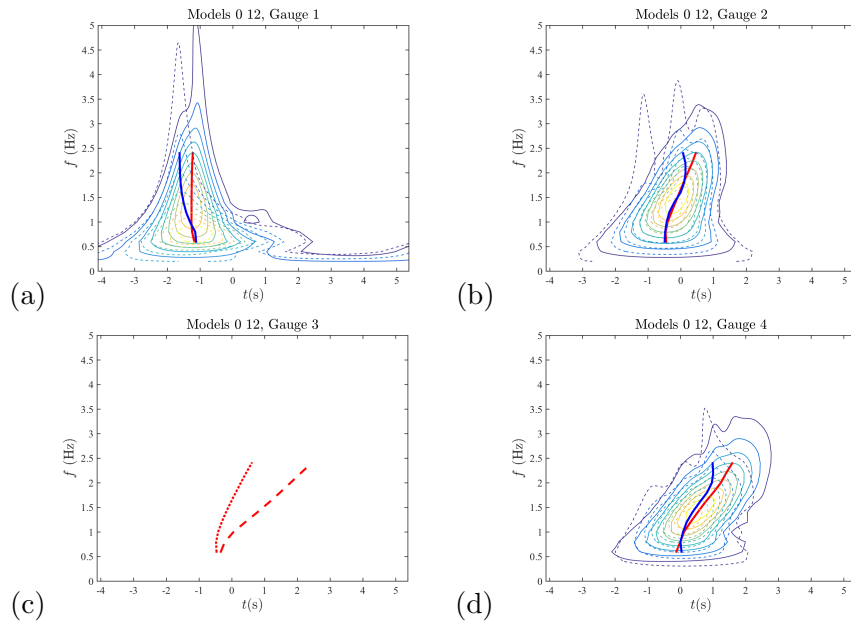 Models 0 12, Gauge 1
Models 0 12, Gauge 2
5
4.5
4
3.5
3
2.5
2
1.5
1
0.5
0
f (Hz)
-4 -3 -2 -1 0 1 2 3 4 5
t(s)
(a)
5
4.5
4
3.5
3
2.5
2
1.5
1
0.5
0
f (Hz)
-4 -3 -2 -1 0 1 2 3 4 5
t(s)
(b)
Models 0 12, Gauge 3
Models 0 12, Gauge 4
5
4.5
4
3.5
3
2.5
2
1.5
1
0.5
0
f (Hz)
-4 -3 -2 -1 0 1 2 3 4 5
t(s)
(c)
5
4.5
4
3.5
3
2.5
2
1.5
1
0.5
0
f (Hz)
-4 -3 -2 -1 0 1 2 3 4 5
t(s)
(d)